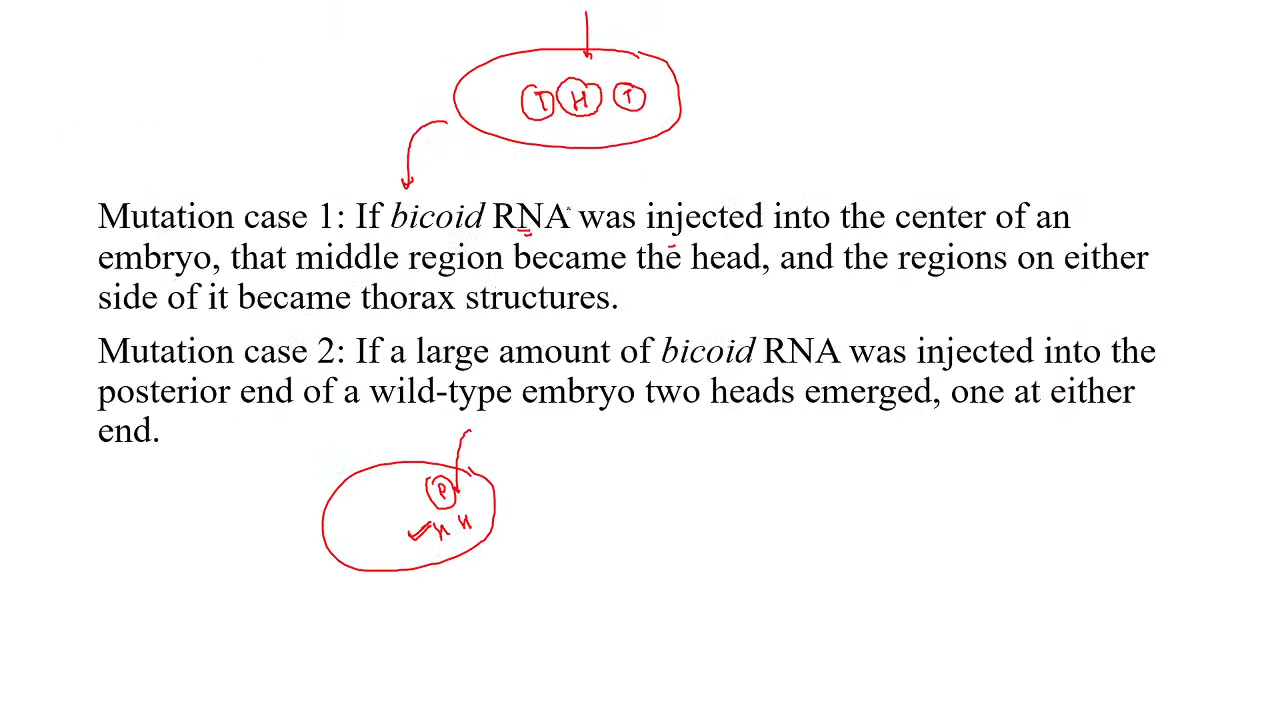 T H T
Mutation case 1: If bicoid RNA was injected into the center of an
embryo, that middle region became the head, and the regions on either
side of it became thorax structures.
Mutation case 2: If a large amount of bicoid RNA was injected into the
posterior end of a wild-type embryo two heads emerged, one at either
end.
P
H H